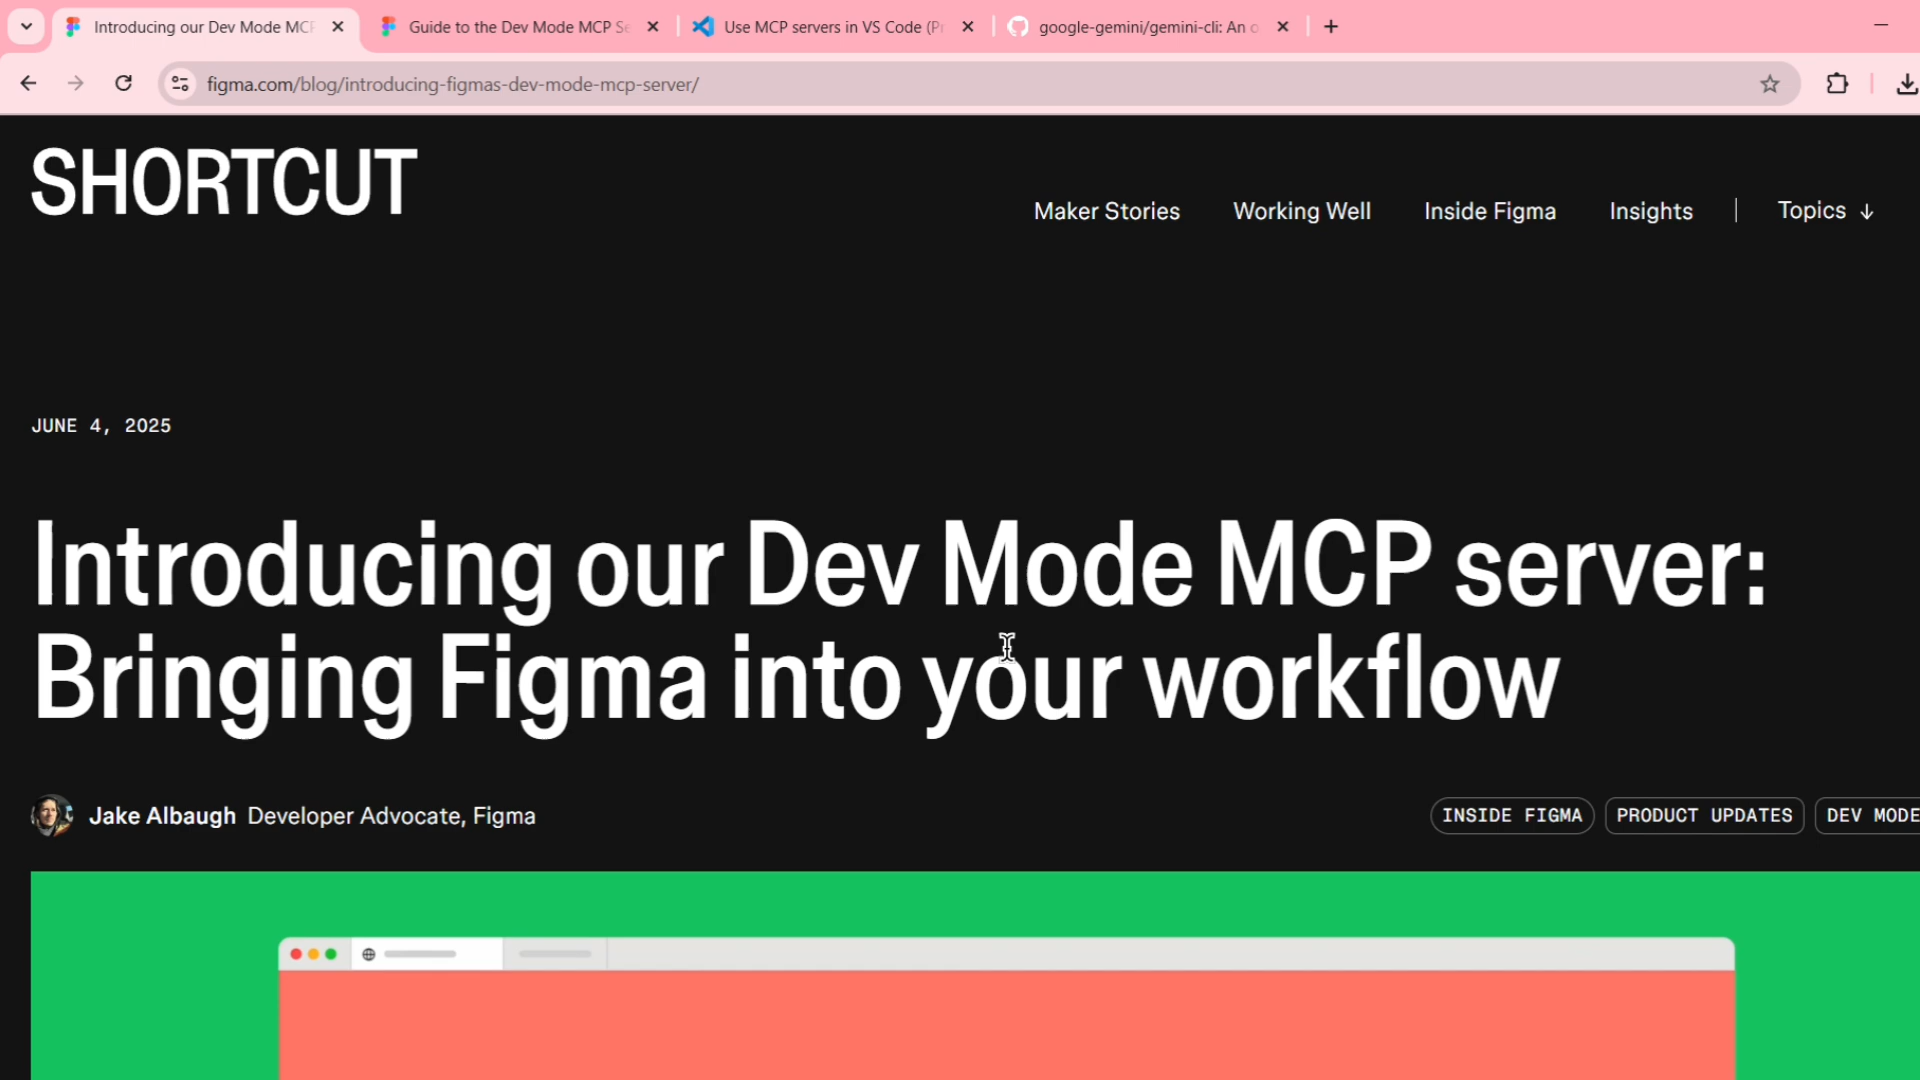 Introducing our Dev Mode MCP
Guide to the Dev Mode MCP Se
Use MCP servers in VS Code (Pr
google-gemini/gemini-cli: An o
figma.com/blog/introducing-figmas-dev-mode-mcp-server/
SHORTCUT
Maker Stories
Working Well
Inside Figma
Insights
Topics ↓
JUNE 4, 2025
Introducing our Dev Mode MCP server:
Bringing Figma into your workflow
Jake Albaugh Developer Advocate, Figma
INSIDE FIGMA
PRODUCT UPDATES
DEV MODE